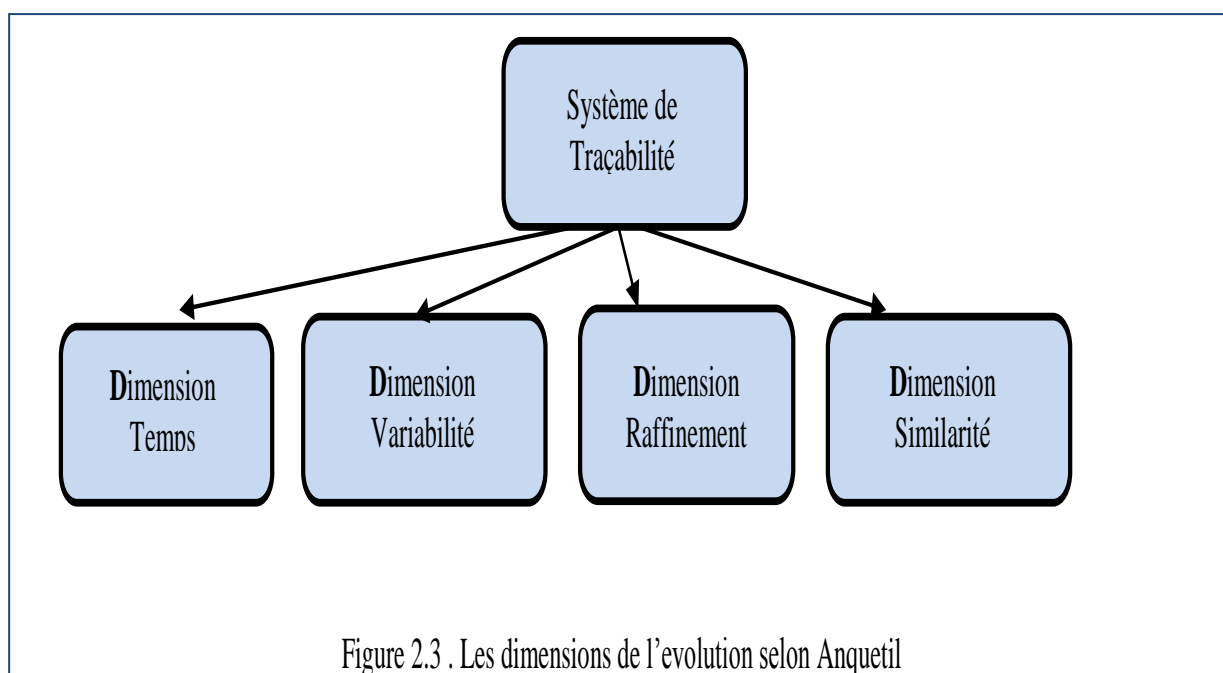 Système de
Traçabilité
Dimension
Temps
Dimension
Variabilité
Dimension
Raffinement
Dimension
Similarité
Figure 2.3 . Les dimensions de l’evolution selon Anquetil